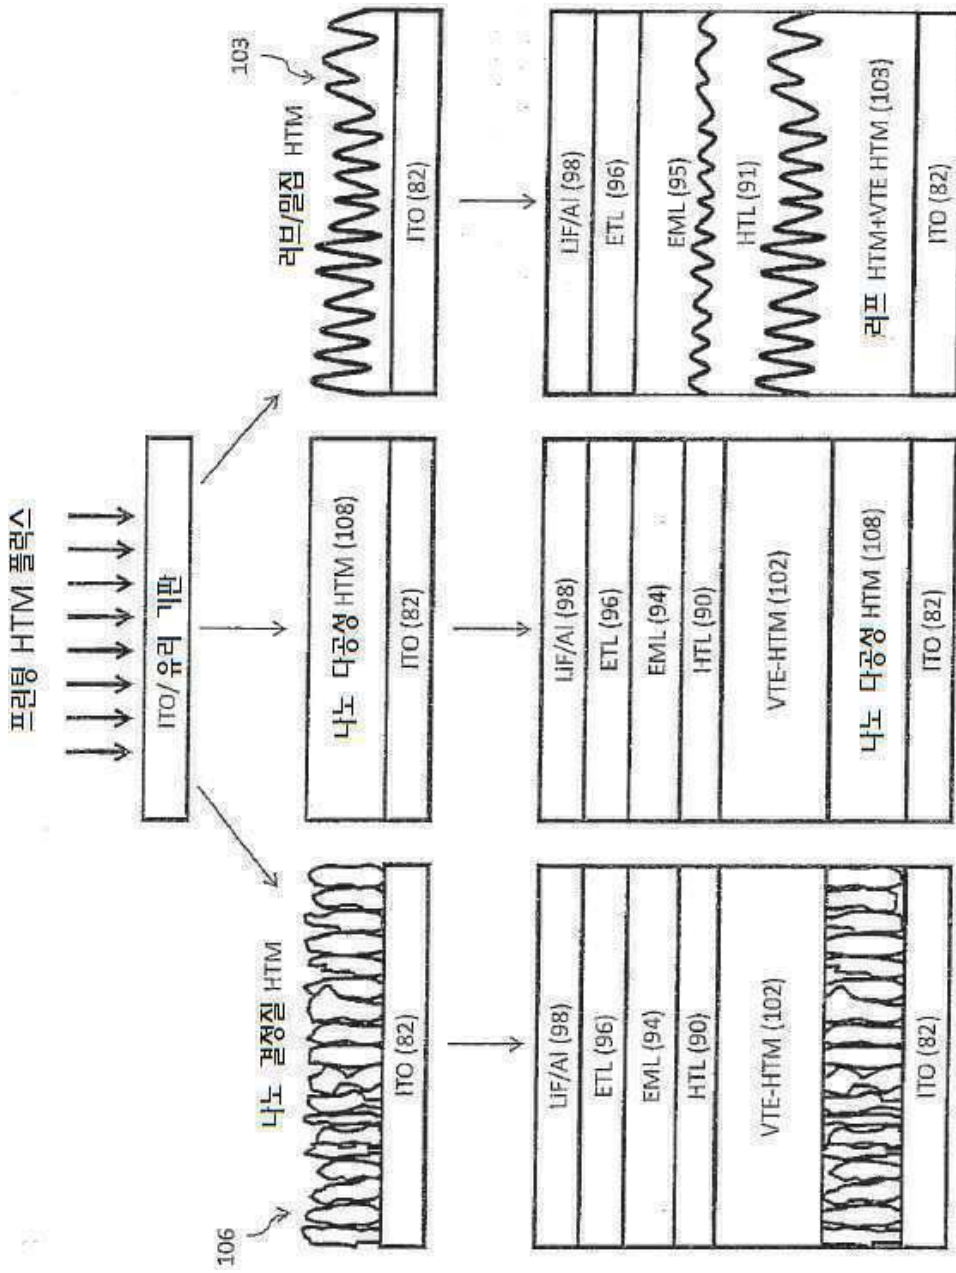 프린팅 HTM 플럭스
ITO/유리 기판
나노 결정질 HTM
106
ITO (82)
나노 다공성 HTM (108)
ITO (82)
러브/밀집 HTM
103
ITO (82)
LiF/Al (98)
ETL (96)
EML (94)
HTL (90)
VTE-HTM (102)
ITO (82)
LiF/Al (98)
ETL (96)
EML (94)
HTL (90)
VTE-HTM (102)
나노 다공성 HTM (108)
ITO (82)
LiF/Al (98)
ETL (96)
EML (95)
HTL (91)
러프 HTM+VTE HTM (103)
ITO (82)